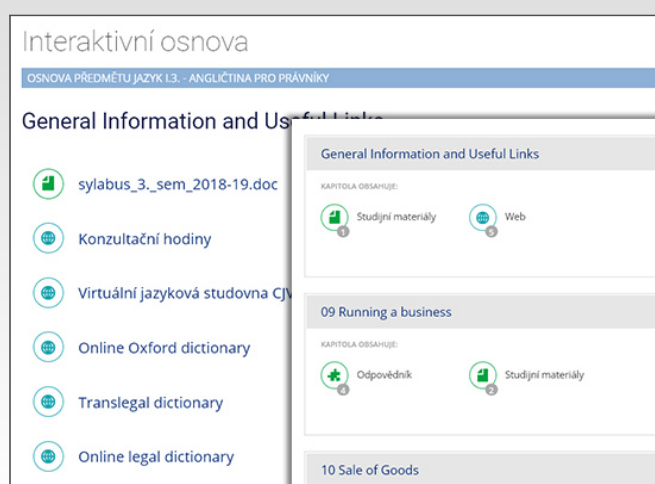 Interaktivní osnova
OSNOVA PŘEDMĚTU JAZYK I.3. - ANGLIČTINA PRO PRÁVNÍKY
General Information and Useful Links
sylabus_3._sem_2018-19.doc
Konzultační hodiny
Virtuální jazyková studovna CJV
Online Oxford dictionary
Translegal dictionary
Online legal dictionary
General Information and Useful Links
KAPITOLA OBSAHUJE:
Studijní materiály
1
Web
5
09 Running a business
KAPITOLA OBSAHUJE:
Odpovědník
4
Studijní materiály
2
10 Sale of Goods